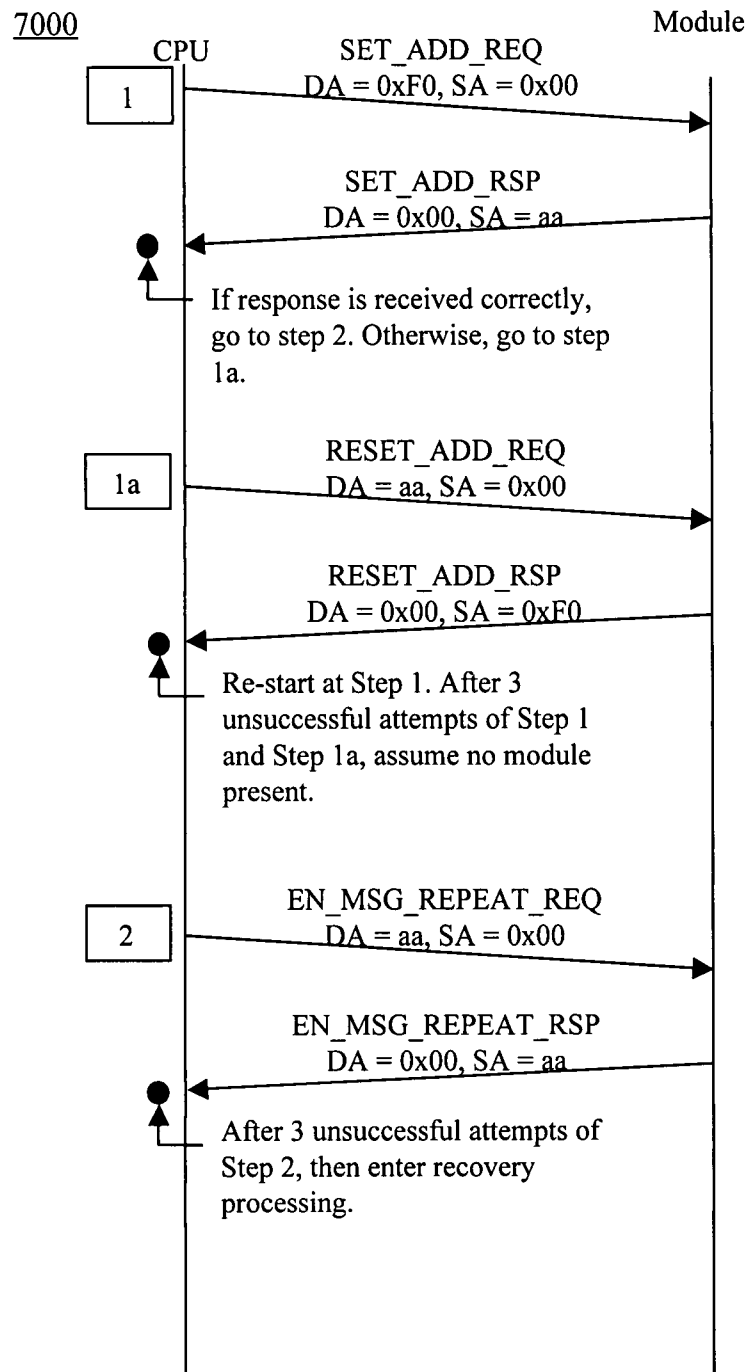 7000
CPU
Module
SET_ADD_REQ
DA = 0xF0, SA = 0x00
1
SET_ADD_RSP
DA = 0x00, SA = aa
If response is received correctly,
go to step 2. Otherwise, go to step
1a.
RESET_ADD_REQ
DA = aa, SA = 0x00
1a
RESET_ADD_RSP
DA = 0x00, SA = 0xF0
Re-start at Step 1. After 3
unsuccessful attempts of Step 1
and Step 1a, assume no module
present.
EN_MSG_REPEAT_REQ
DA = aa, SA = 0x00
2
EN_MSG_REPEAT_RSP
DA = 0x00, SA = aa
After 3 unsuccessful attempts of
Step 2, then enter recovery
processing.